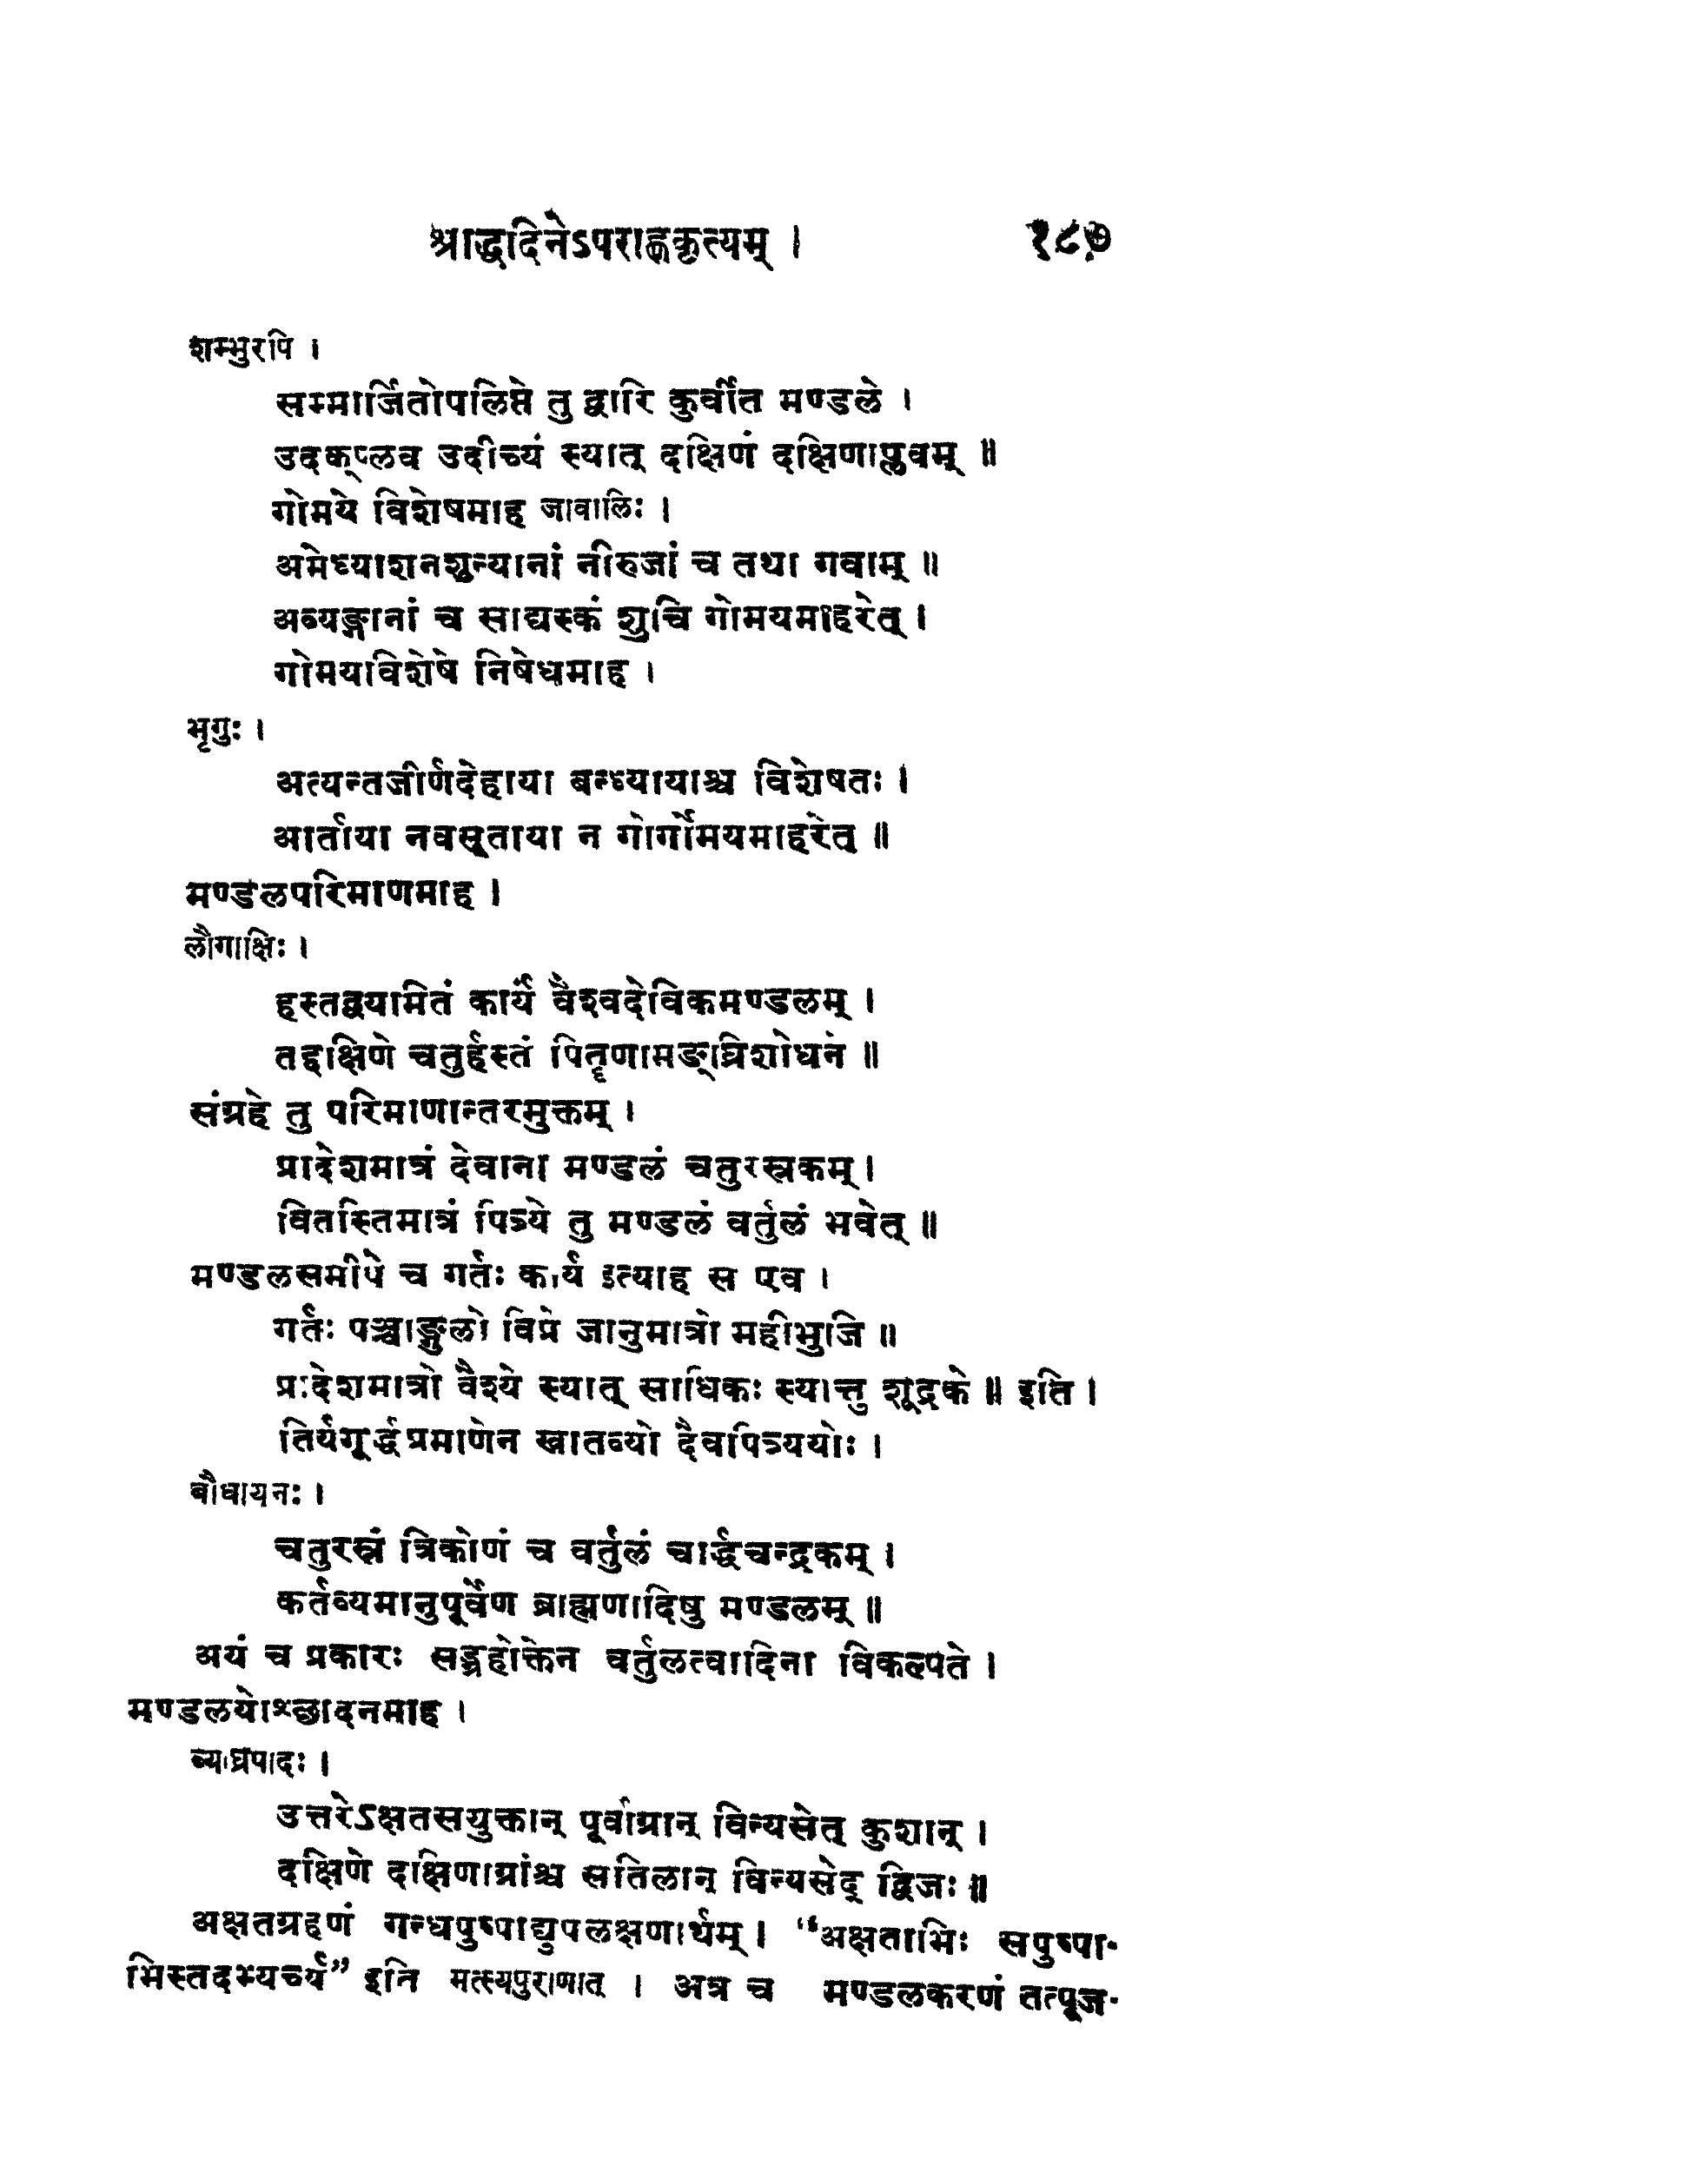 श्राद्धदिनेऽपराह्णकृत्यम् । १८७
शम्भुरपि ।
सम्मार्जितोपलिप्ते तु द्वारि कुर्वीत मण्डले ।
उदक्प्लव उदीच्यं स्यात् दक्षिणं दक्षिणाप्लवम् ॥
गोमये विशेषमाह जावालिः ।
अमेध्याशनशून्यानां नीरुजां च तथा गवाम् ॥
अव्यङ्गानां च साद्यस्कं शुचि गोमयमाहरेत् ।
गोमयाविशेषे निषेधमाह ।
भृगुः ।
अत्यन्तजीर्णदेहाया बन्ध्यायाश्च विशेषतः ।
आर्ताया नवसूताया न गोर्गोमयमाहरेत् ॥
मण्डलपरिमाणमाह ।
लौगाक्षिः ।
हस्तद्वयामितं कार्यं वैश्वदेविकमण्डलम् ।
तद्दक्षिणे चतुर्हस्तं पितॄणामङ्घ्रिशोधनं ॥
संग्रहे तु परिमाणान्तरमुक्तम् ।
प्रादेशमात्रं देवाना मण्डलं चतुरस्रकम् ।
वितस्तिमात्रं पित्र्ये तु मण्डलं वर्तुलं भवेत् ॥
मण्डलसमीपे च गर्तः कार्य इत्याह स एव ।
गर्तः पञ्चाङ्गुलो विप्रे जानुमात्रो महीभुजि ॥
प्रादेशमात्रो वैश्ये स्यात् साधिकः स्यात्तु शूद्रके ॥ इति ।
तिर्यगूर्द्धप्रमाणेन खातव्यो दैवपित्र्ययोः ।
बौधायनः ।
चतुरस्रं त्रिकोणं च वर्तुलं चार्द्धचन्द्रकम् ।
कर्तव्यमानुपूर्वेण ब्राह्मणादिषु मण्डलम् ॥
अयं च प्रकारः सङ्ग्रहोक्तेन वर्तुलत्वादिना विकल्पते ।
मण्डलयोश्छादनमाह ।
व्याघ्रपादः ।
उत्तरेऽक्षतसयुक्तान् पूर्वाग्रान् विन्यसेत् कुशान् ।
दक्षिणे दक्षिणाग्रांश्च सतिलान् विन्यसेद् द्विजः ॥
अक्षतग्रहणं गन्धपुष्पाद्युपलक्षणार्थम् । “अक्षताभिः सपुष्पा-
भिस्तदभ्यर्च्य” इति मत्स्यपुराणात् । अत्र च मण्डलकरणं तत्पूज-